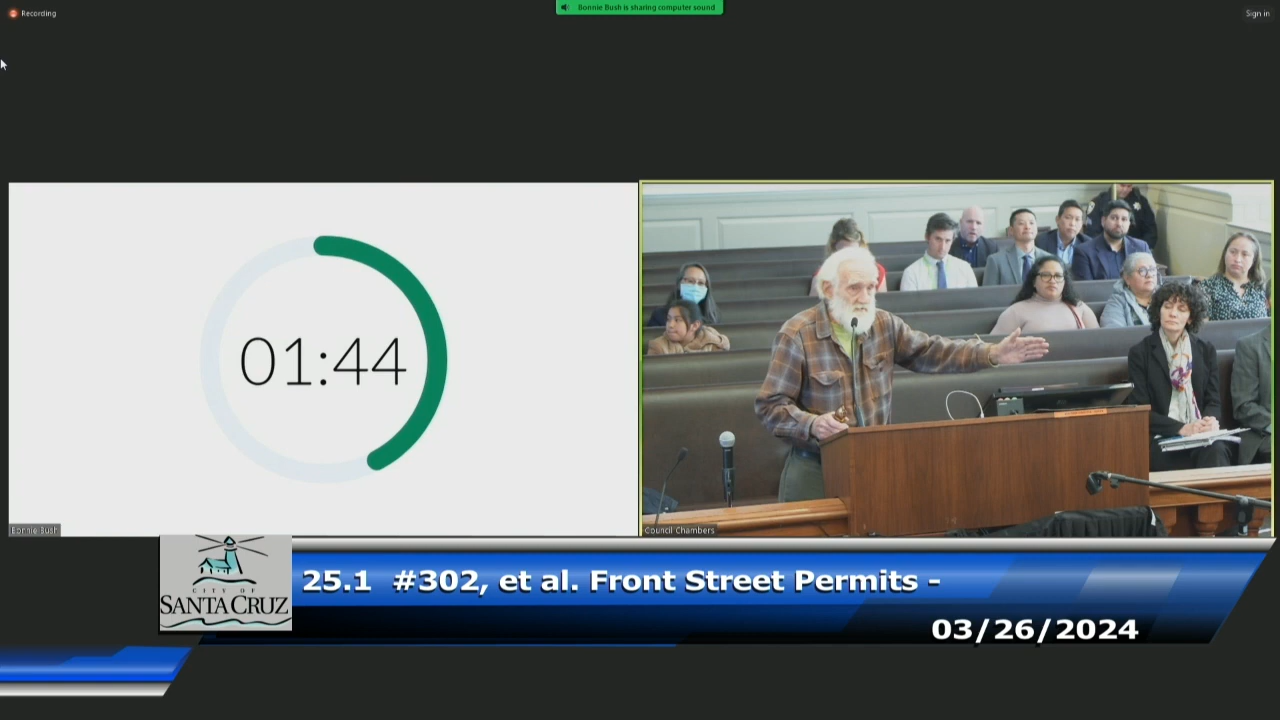 Recording
Bonnie Bush is sharing computer sound
Sign in
01:44
Bonnie Bush
Council Chambers
CITY OF
SANTA CRUZ
25.1 #302, et al. Front Street Permits -
03/26/2024